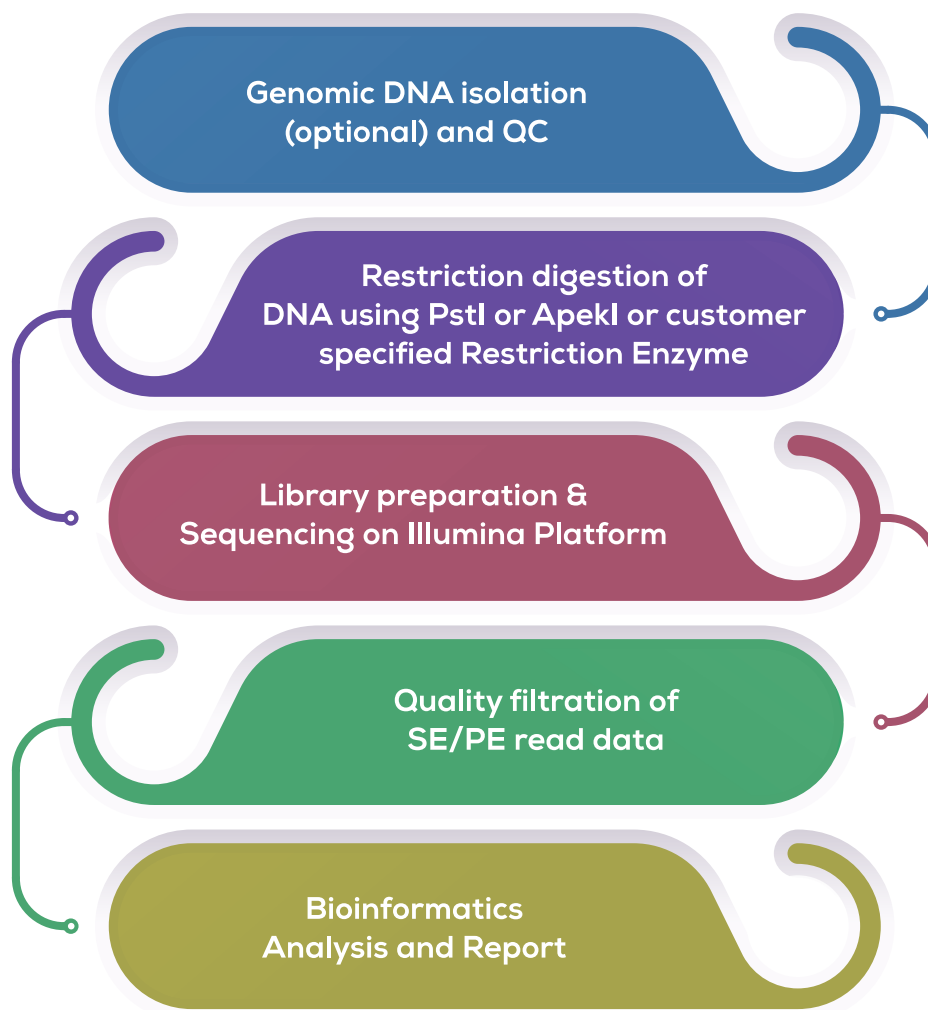 Genomic DNA isolation
(optional) and QC
Restriction digestion of
DNA using PstI or ApekI or customer
specified Restriction Enzyme
Library preparation &
Sequencing on Illumina Platform
Quality filtration of
SE/PE read data
Bioinformatics
Analysis and Report